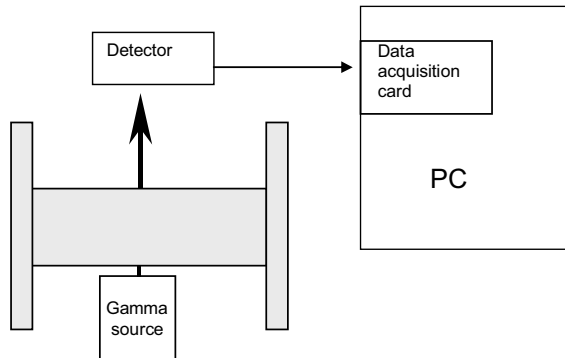 Detector
Data
acquisition
card
PC
Gamma
source